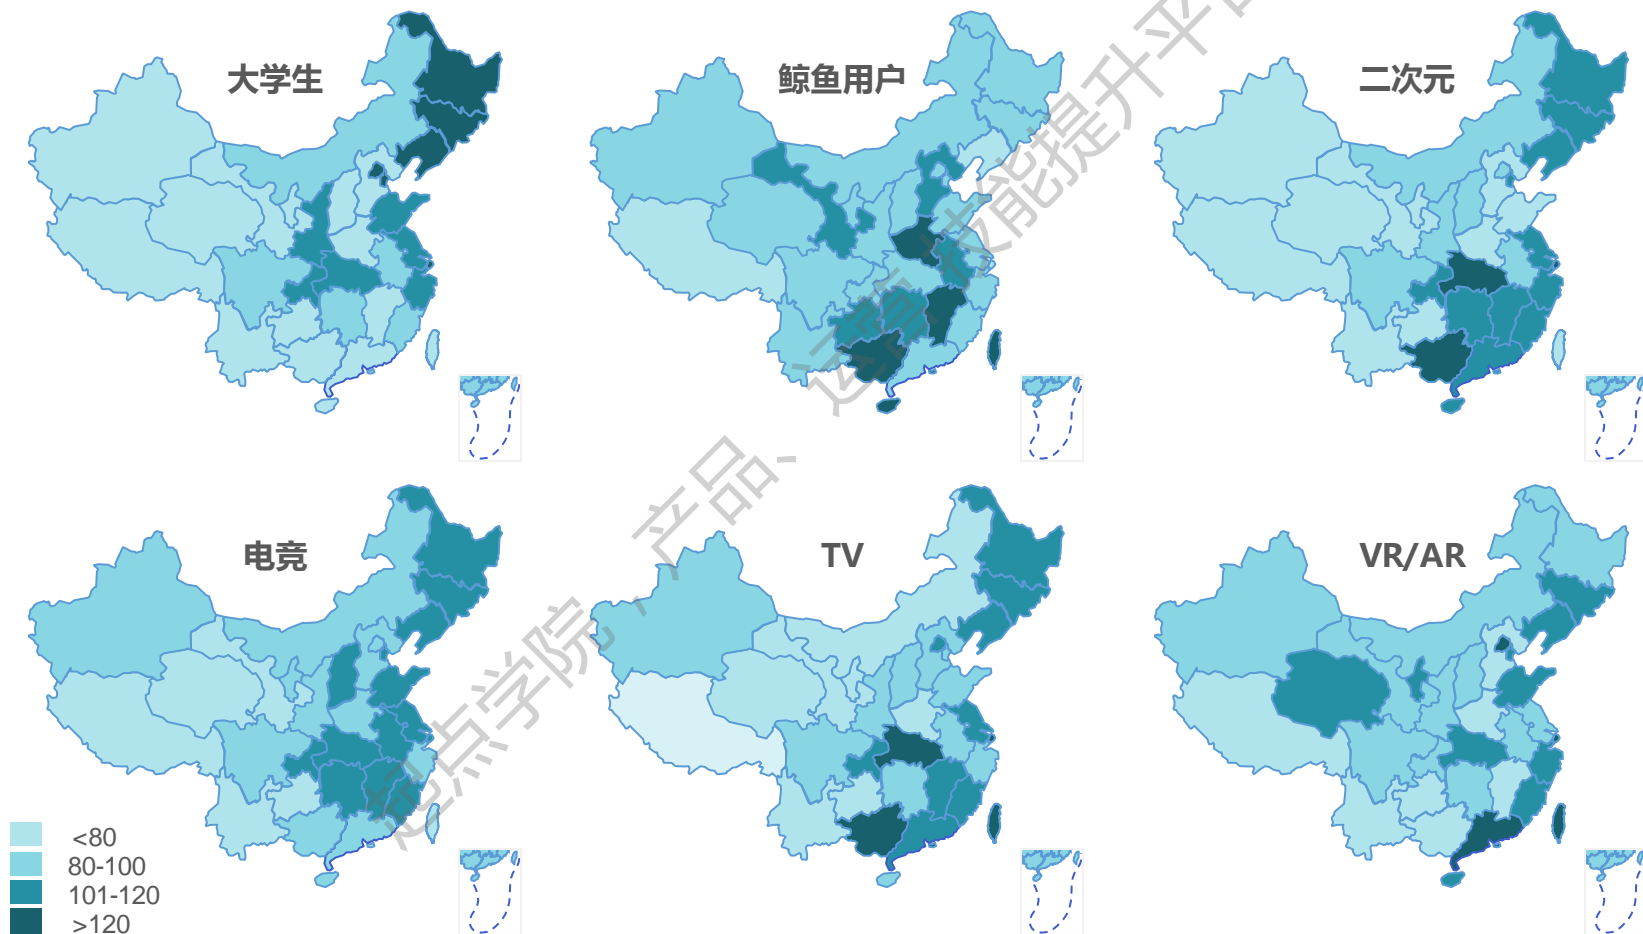 大学生
鲸鱼用户
二次元
电竞
TV
VR/AR
<80
80-100
101-120
>120
起点学院,产品、运营技能提升平台